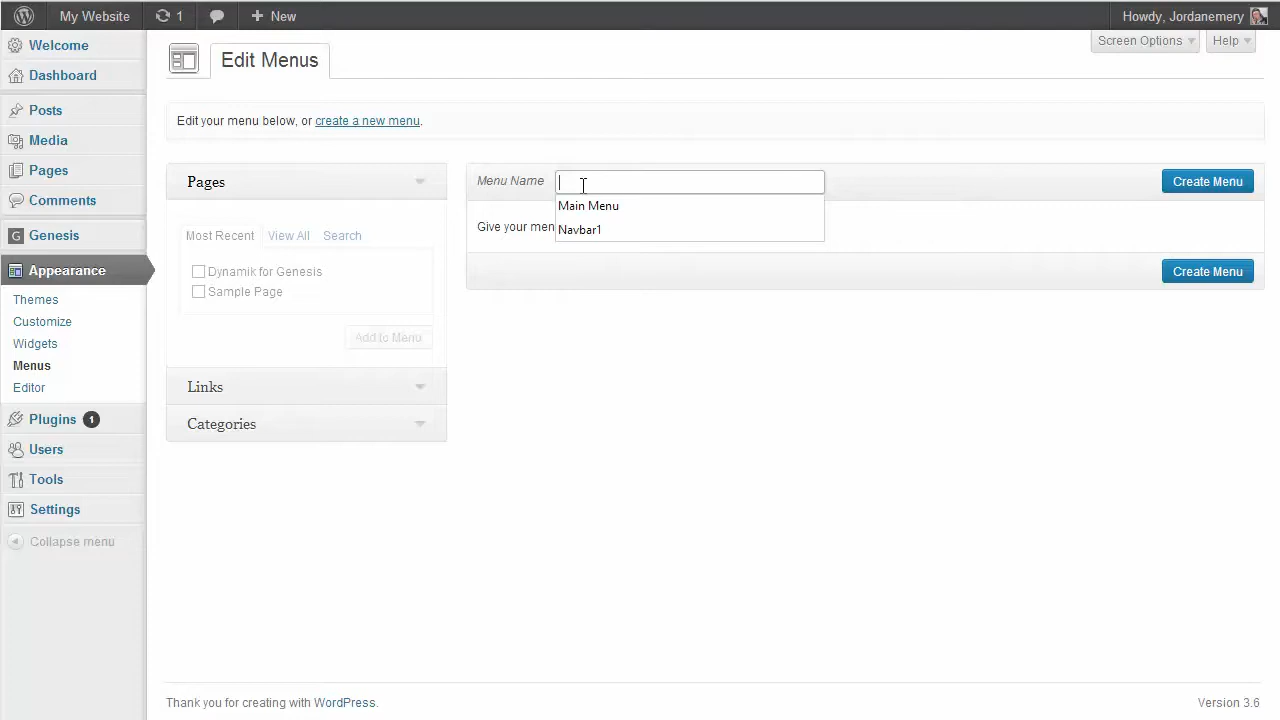 My Website
1
New
Howdy, Jordanemery
Welcome
Dashboard
Posts
Media
Pages
Comments
Genesis
Appearance
Themes
Customize
Widgets
Menus
Editor
Plugins 1
Users
Tools
Settings
Collapse menu
Screen Options
Help
Edit Menus
Edit your menu below, or create a new menu.
Pages
Most Recent
View All
Search
Dynamik for Genesis
Sample Page
Add to Menu
Links
Categories
Menu Name
Create Menu
Main Menu
Navbar1
Give your men
Create Menu
Thank you for creating with WordPress.
Version 3.6